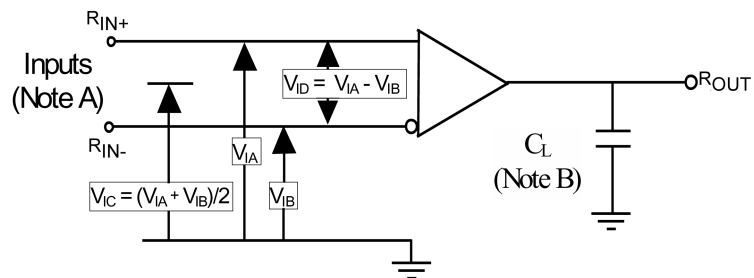 RIN+
Inputs
(Note A)
VID = VIA - VIB
ROUT
RIN-
VIA
CL
(Note B)
VIC = (VIA + VIB)/2
VIB